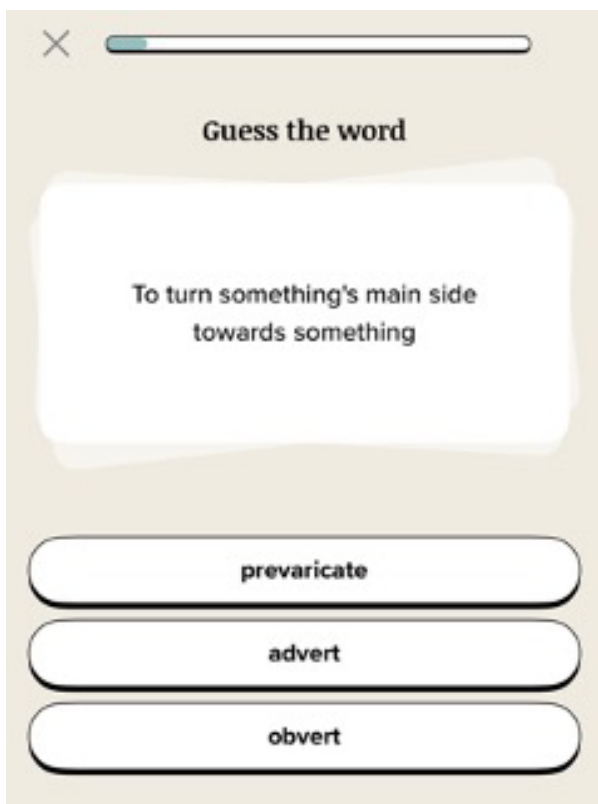 Guess the word
To turn something's main side
towards something
prevaricate
advert
obvert